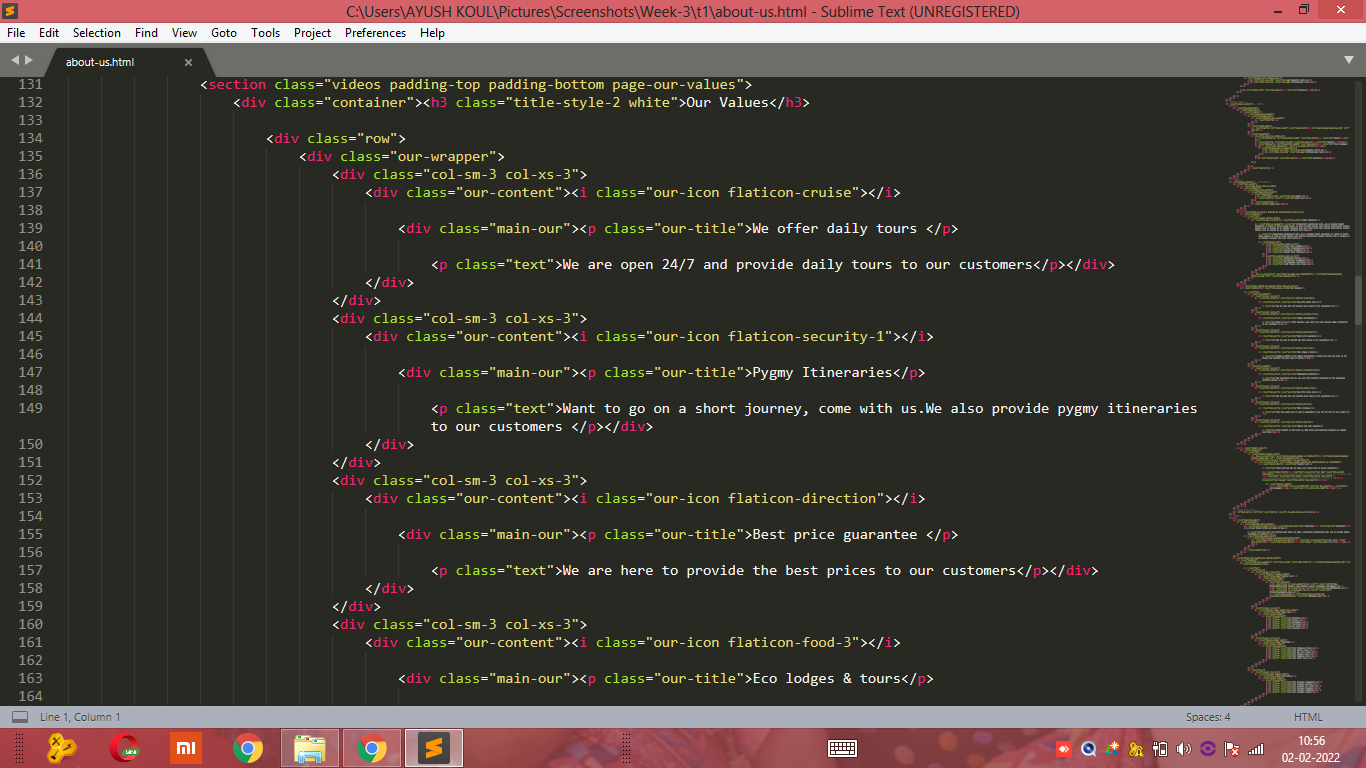 C:\Users\AYUSH KOUL\Pictures\Screenshots\Week-3\t1\about-us.html - Sublime Text (UNREGISTERED)
File Edit Selection Find View Goto Tools Project Preferences Help
about-us.html
131 <section class="videos padding-top padding-bottom page-our-values">
132 <div class="container"><h3 class="title-style-2 white">Our Values</h3>
133
134 <div class="row">
135 <div class="our-wrapper">
136 <div class="col-sm-3 col-xs-3">
137 <div class="our-content"><i class="our-icon flaticon-cruise"></i>
138
139 <div class="main-our"><p class="our-title">We offer daily tours </p>
140
141 <p class="text">We are open 24/7 and provide daily tours to our customers</p></div>
142 </div>
143 </div>
144 <div class="col-sm-3 col-xs-3">
145 <div class="our-content"><i class="our-icon flaticon-security-1"></i>
146
147 <div class="main-our"><p class="our-title">Pygmy Itineraries</p>
148
149 <p class="text">Want to go on a short journey, come with us.We also provide pygmy itineraries
to our customers </p></div>
150 </div>
151 </div>
152 <div class="col-sm-3 col-xs-3">
153 <div class="our-content"><i class="our-icon flaticon-direction"></i>
154
155 <div class="main-our"><p class="our-title">Best price guarantee </p>
156
157 <p class="text">We are here to provide the best prices to our customers</p></div>
158 </div>
159 </div>
160 <div class="col-sm-3 col-xs-3">
161 <div class="our-content"><i class="our-icon flaticon-food-3"></i>
162
163 <div class="main-our"><p class="our-title">Eco lodges & tours</p>
164
Line 1, Column 1 Spaces: 4 HTML
10:56
02-02-2022